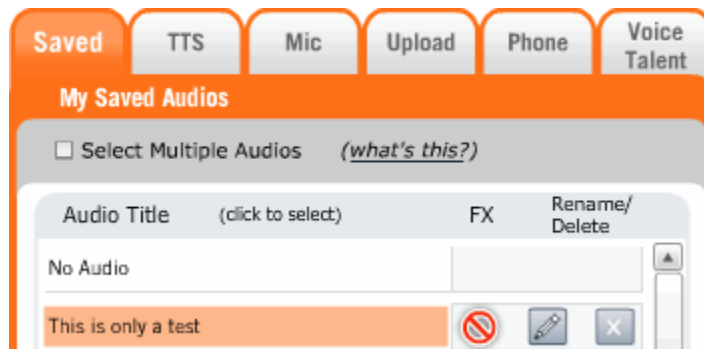 Saved TTS Mic Upload Phone Voice Talent
My Saved Audios
Select Multiple Audios (what's this?)
Audio Title (click to select) FX Rename/ Delete
No Audio
This is only a test